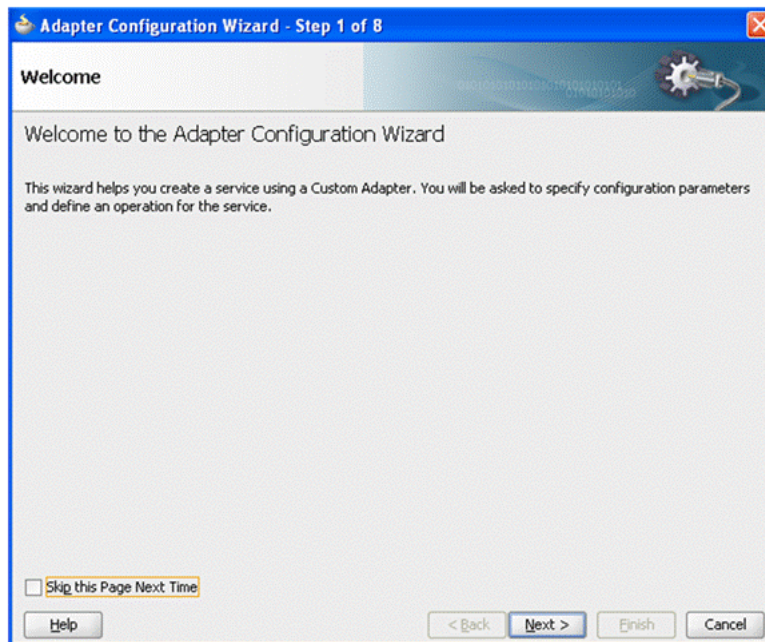 Adapter Configuration Wizard - Step 1 of 8
Welcome
Welcome to the Adapter Configuration Wizard
This wizard helps you create a service using a Custom Adapter. You will be asked to specify configuration parameters
and define an operation for the service.
Skip this Page Next Time
Help
< Back
Next >
Finish
Cancel